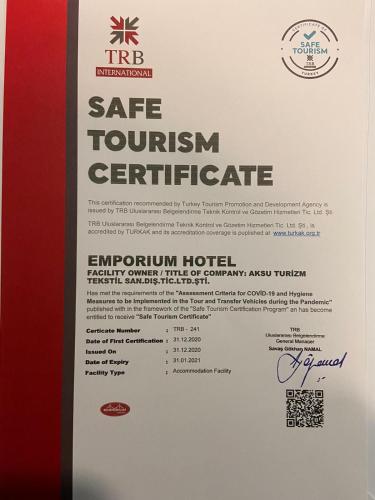 TRB
INTERNATIONAL
CERTIFICATE OF
SAFE
TOURISM
TRB
TURKEY
SAFE
TOURISM
CERTIFICATE
This certification recommended by Turkey Tourism Promotion and Development Agency is
issued by TRB Uluslararası Belgelendirme Teknik Kontrol ve Gözetim Hizmetleri Tic. Ltd. Şti
TRB Uluslararası Belgelendirme Teknik Kontrol ve Gözetim Hizmetleri Tic. Ltd. Şti., is
accredited by TURKAK and its accreditation coverage is puplished at www.turkak.org.tr
EMPORIUM HOTEL
FACILITY OWNER / TITLE OF COMPANY: AKSU TURİZM
TEKSTİL SAN.DIŞ.TİC.LTD.ŞTİ.
Has met the requirements of the "Assessment Criteria for COVİD-19 and Hygiene
Measures to be Implemented in the Tour and Transfer Vehicles during the Pandemic"
published with in the framework of the "Safe Tourism Certification Program" an has become
entitled to receive "Safe Tourism Certificate"
Certicate Number : TRB - 241
Date of First Certification : 31.12.2020
Issued On : 31.12.2020
Date of Expiry : 31.01.2021
Facility Type : Accommodation Facility
TRB
Uluslararası Belgelendirme
General Manager
Savaş Gökhan NAMAL